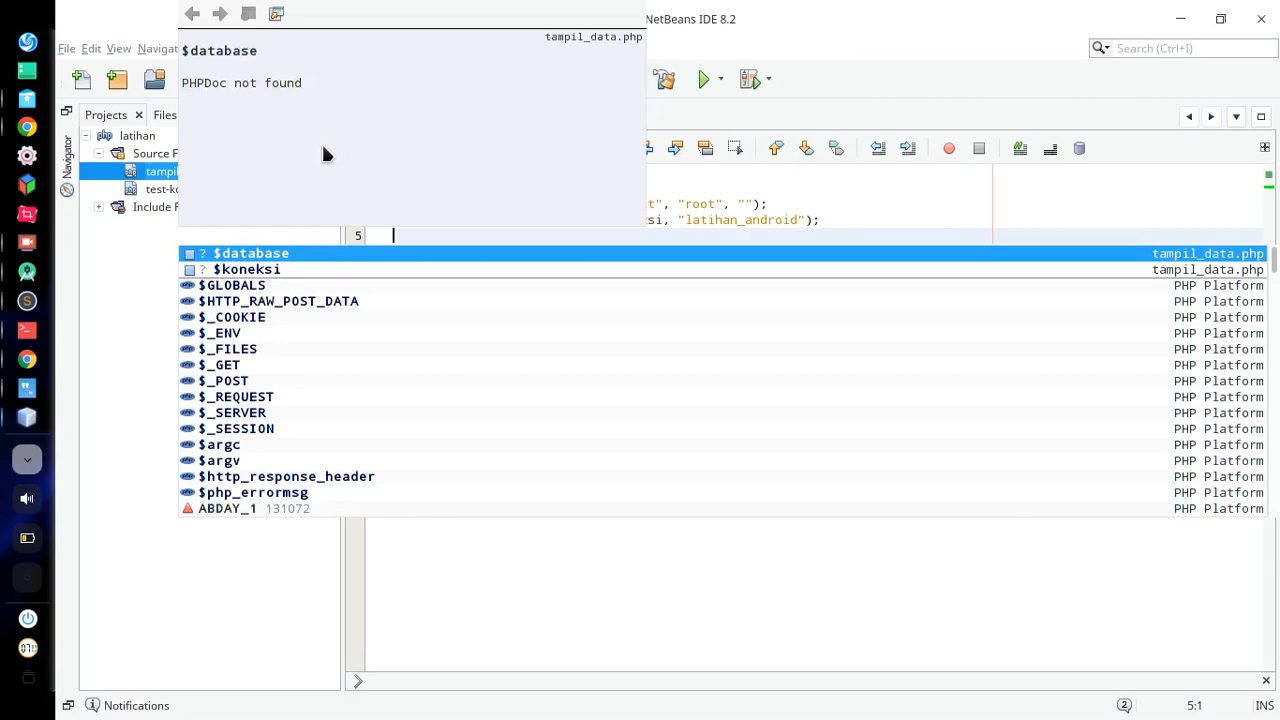 NetBeans IDE 8.2
tampil_data.php
$database
PHPDoc not found
File Edit View Navigat
Search (Ctrl+I)
Projects
Files
Navigator
latihan
Source F
tampi
test-k
Include F
t", "root", "");
si, "latihan_android");
5
? $database tampil_data.php
? $koneksi tampil_data.php
$GLOBALS PHP Platform
$HTTP_RAW_POST_DATA PHP Platform
$_COOKIE PHP Platform
$_ENV PHP Platform
$_FILES PHP Platform
$_GET PHP Platform
$_POST PHP Platform
$_REQUEST PHP Platform
$_SERVER PHP Platform
$_SESSION PHP Platform
$argc PHP Platform
$argv PHP Platform
$http_response_header PHP Platform
$php_errormsg PHP Platform
ABDAY_1 131072 PHP Platform
Notifications
2
5:1
INS